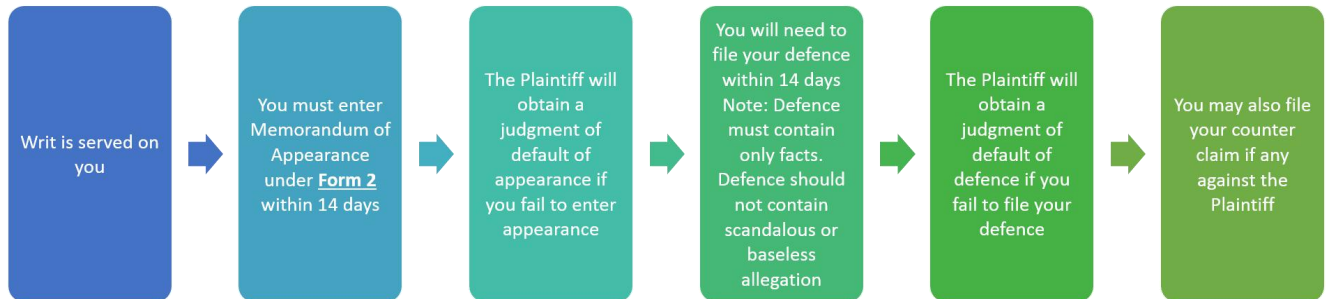 Writ is served on
you
You must enter
Memorandum of
Appearance
under Form 2
within 14 days
The Plaintiff will
obtain a
judgment of
default of
appearance if
you fail to enter
appearance
You will need to
file your defence
within 14 days
Note: Defence
must contain
only facts.
Defence should
not contain
scandalous or
baseless
allegation
The Plaintiff will
obtain a
judgment of
default of
defence if you
fail to file your
defence
You may also file
your counter
claim if any
against the
Plaintiff